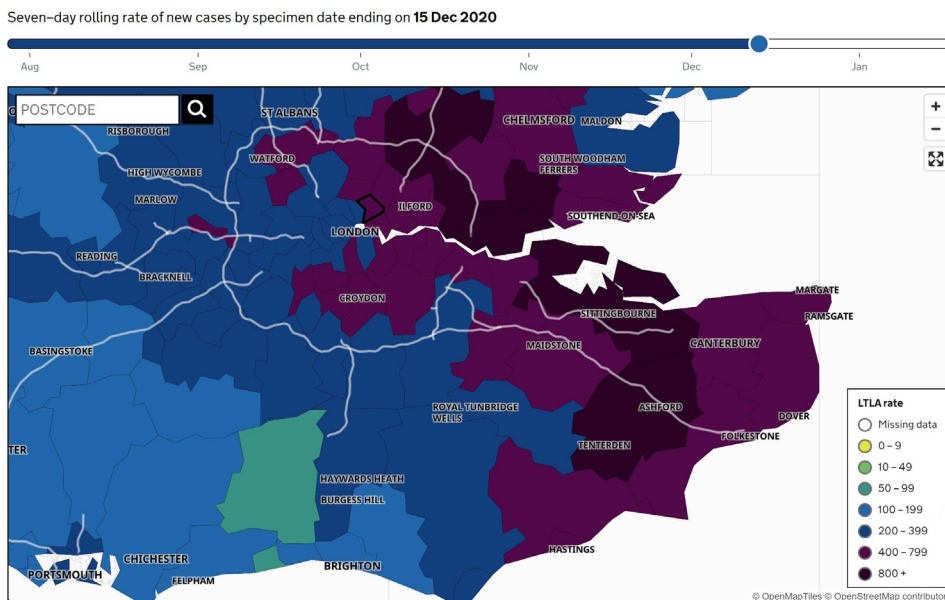 Seven–day rolling rate of new cases by specimen date ending on 15 Dec 2020
Aug Sep Oct Nov Dec Jan
POSTCODE
ST ALBANS
CHELMSFORD
MALDON
RISBOROUGH
WATFORD
SOUTH WOODHAM
FERRERS
HIGH WYCOMBE
MARLOW
ILFORD
SOUTHEND-ON-SEA
LONDON
READING
BRACKNELL
MARGATE
CROYDON
SITTINGBOURNE
RAMSGATE
BASINGSTOKE
MAIDSTONE
CANTERBURY
ROYAL TUNBRIDGE
WELLS
ASHFORD
DOVER
FOLKESTONE
TENTERDEN
TER
HAYWARDS HEATH
BURGESS HILL
HASTINGS
CHICHESTER
BRIGHTON
PORTSMOUTH
FELPHAM
+
−
LTLA rate
Missing data
0 – 9
10 – 49
50 – 99
100 – 199
200 – 399
400 – 799
800 +
© OpenMapTiles © OpenStreetMap contributor